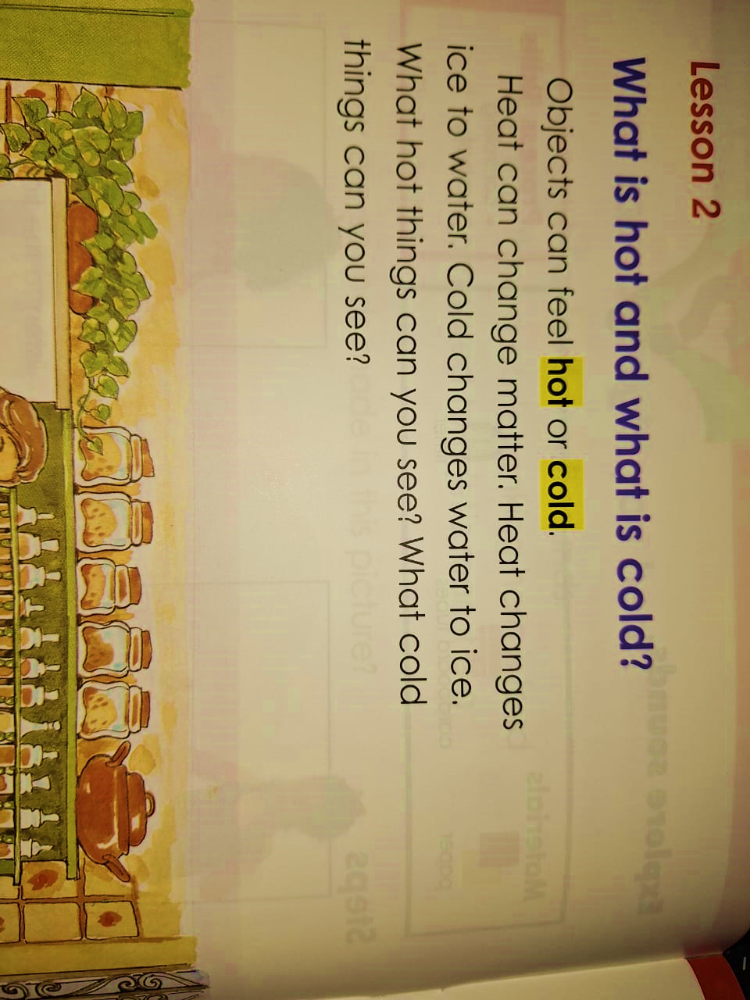 Lesson 2
What is hot and what is cold?
Objects can feel hot or cold.
Heat can change matter. Heat changes
ice to water. Cold changes water to ice.
What hot things can you see? What cold
things can you see?